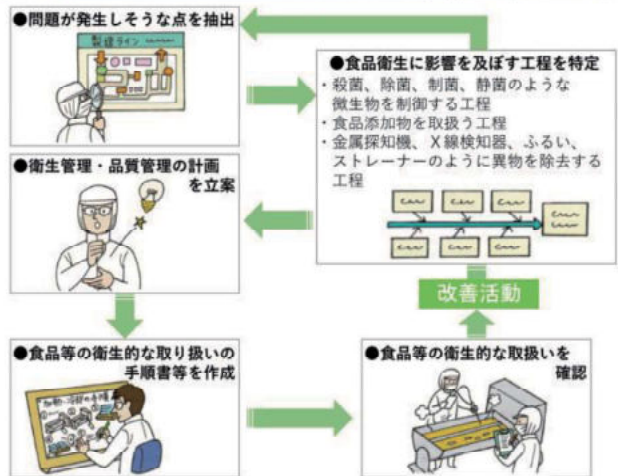 ●問題が発生しそうな点を抽出
製造ライン
●食品衛生に影響を及ぼす工程を特定
・殺菌、除菌、制菌、静菌のような
微生物を制御する工程
・食品添加物を取扱う工程
・金属探知機、X線検知器、ふるい、
ストレーナーのように異物を除去する
工程
●衛生管理・品質管理の計画
を立案
改善活動
●食品等の衛生的な取り扱いの
手順書等を作成
加熱・冷却の手順
●食品等の衛生的な取扱いを
確認